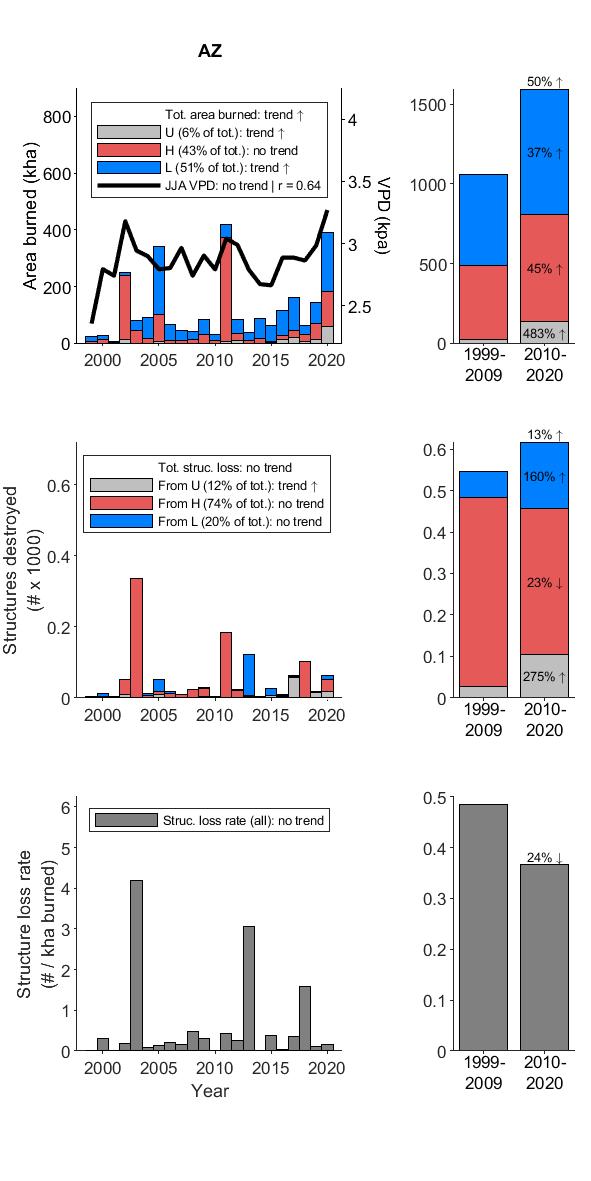 AZ
Area burned (kha)
800
600
400
200
0
Tot. area burned: trend ↑
U (6% of tot.): trend ↑
H (43% of tot.): no trend
L (51% of tot.): trend ↑
JJA VPD: no trend | r = 0.64
4
3.5
3
2.5
VPD (kpa)
2000 2005 2010 2015 2020
1500
1000
500
0
50% ↑
37% ↑
45% ↑
483% ↑
1999- 2010-
2009 2020
Structures destroyed
(# x 1000)
0.6
0.4
0.2
0
Tot. struc. loss: no trend
From U (12% of tot.): trend ↑
From H (74% of tot.): no trend
From L (20% of tot.): no trend
2000 2005 2010 2015 2020
0.6
0.5
0.4
0.3
0.2
0.1
0
13% ↑
160% ↑
23% ↓
275% ↑
1999- 2010-
2009 2020
Structure loss rate
(# / kha burned)
6
5
4
3
2
1
0
Struc. loss rate (all): no trend
2000 2005 2010 2015 2020
Year
0.5
0.4
0.3
0.2
0.1
0
24% ↓
1999- 2010-
2009 2020